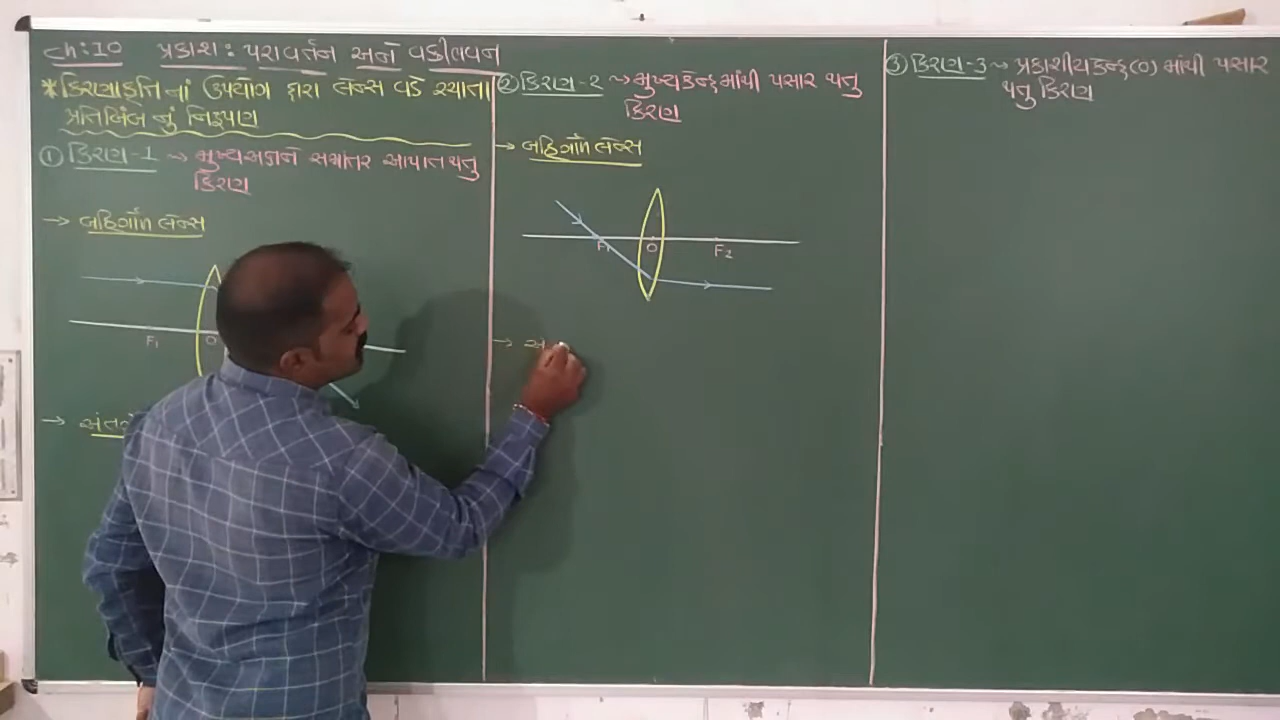 ch:10 પ્રકાશ: પરાવર્તન અને વક્રીભવન
*કિરણાકૃતિ નાં ઉપયોગ દ્વારા લેન્સ વડે રચાતા
પ્રતિબિંબ નું નિરૂપણ
① કિરણ-1 → મુખ્યઅક્ષને સમાંતર આપાત થતુ
કિરણ
→ બહિર્ગોળ લેન્સ
F₁ O
→ અંતર્ગો
② કિરણ-2 → મુખ્યકેન્દ્રમાંથી પસાર થતુ
કિરણ
→ બહિર્ગોળ લેન્સ
F₁ O F₂
→ અ
③ કિરણ-3 → પ્રકાશીયકેન્દ્ર(O) માંથી પસાર
થતુ કિરણ